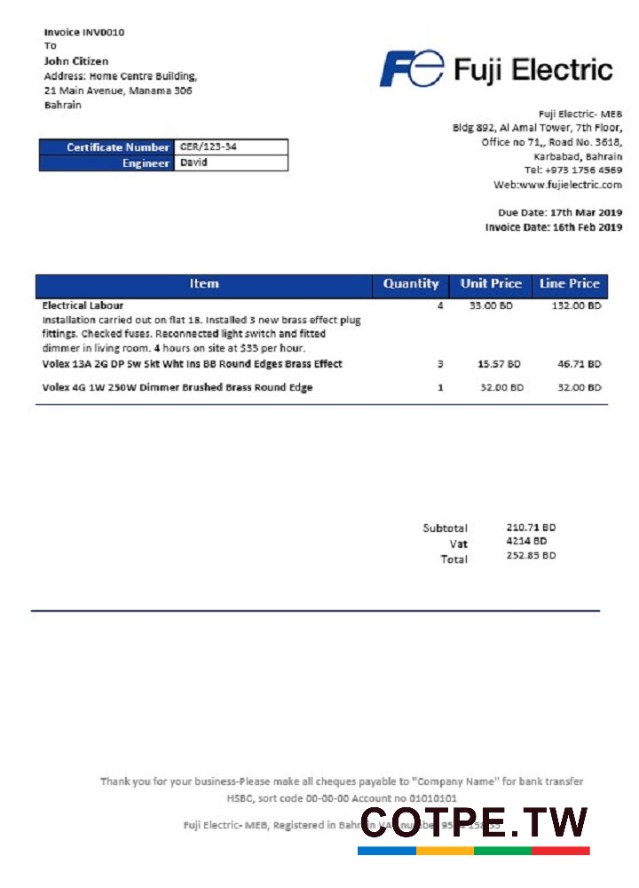 Invoice INV0010
To
John Citizen
Address: Home Centre Building,
21 Main Avenue, Manama 306
Bahrain
Fe Fuji Electric
Fuji Electric- MEB
Bldg 892, Al Amal Tower, 7th Floor,
Office no 71,, Road No. 3618,
Karbabad, Bahrain
Tel: +973 1756 4569
Web:www.fujielectric.com
Certificate Number CER/123-34
Engineer David
Due Date: 17th Mar 2019
Invoice Date: 16th Feb 2019
Item Quantity Unit Price Line Price
Electrical Labour 4 33.00 BD 132.00 BD
Installation carried out on flat 18. Installed 3 new brass effect plug
fittings. Checked fuses. Reconnected light switch and fitted
dimmer in living room. 4 hours on site at $33 per hour.
Volex 13A 2G DP Sw Skt Wht Ins BB Round Edges Brass Effect 3 15.57 BD 46.71 BD
Volex 4G 1W 250W Dimmer Brushed Brass Round Edge 1 32.00 BD 32.00 BD
Subtotal 210.71 BD
Vat 4214 BD
Total 252.85 BD
Thank you for your business-Please make all cheques payable to "Company Name" for bank transfer
HSBC, sort code 00-00-00 Account no 01010101
Fuji Electric- MEB, Registered in Bahrain VAT number
COTPE.TW